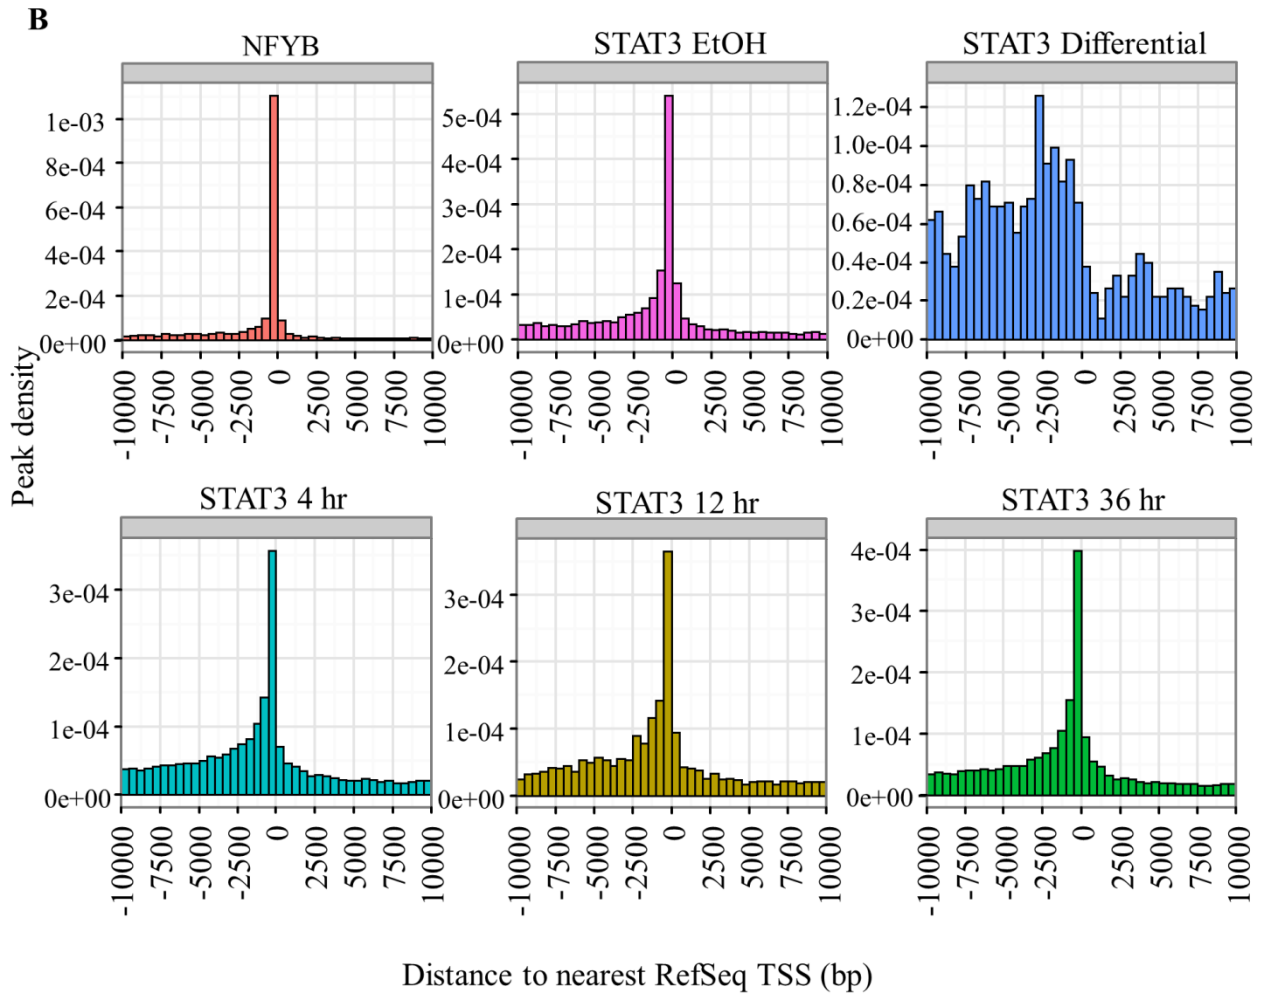 B
NFYB
STAT3 EtOH
STAT3 Differential
1e-03
8e-04
6e-04
4e-04
2e-04
0e+00
5e-04
4e-04
3e-04
2e-04
1e-04
0e+00
1.2e-04
1.0e-04
0.8e-04
0.6e-04
0.4e-04
0.2e-04
0e+00
-10000
-7500
-5000
-2500
0
2500
5000
7500
10000
-10000
-7500
-5000
-2500
0
2500
5000
7500
10000
-10000
-7500
-5000
-2500
0
2500
5000
7500
10000
Peak density
STAT3 4 hr
STAT3 12 hr
STAT3 36 hr
3e-04
2e-04
1e-04
0e+00
3e-04
2e-04
1e-04
0e+00
4e-04
3e-04
2e-04
1e-04
0e+00
-10000
-7500
-5000
-2500
0
2500
5000
7500
10000
-10000
-7500
-5000
-2500
0
2500
5000
7500
10000
-10000
-7500
-5000
-2500
0
2500
5000
7500
10000
Distance to nearest RefSeq TSS (bp)